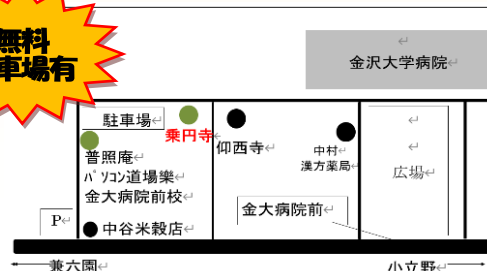 無料
車場有
金沢大学病院
駐車場
乗円寺
仰西寺
中村
漢方薬局
広場
普照庵
パソコン道場樂
金大病院前校
P
中谷米穀店
金大病院前
兼六園
小立野